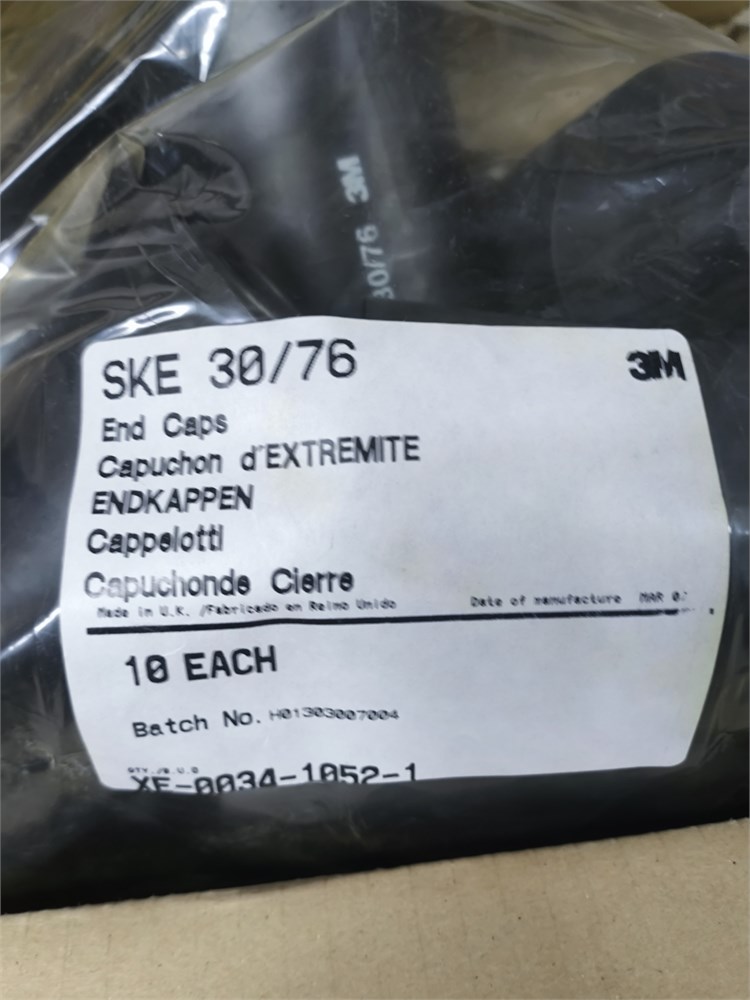 3M
30/76
SKE 30/76
3M
End Caps
Capuchon d'EXTREMITE
ENDKAPPEN
Cappelotti
Capuchonde Cierre
Made in U.K. /Fabricado en Reino Unido
Date of manufacture MAR
10 EACH
Batch No. H01303007004
XE-0034-1052-1